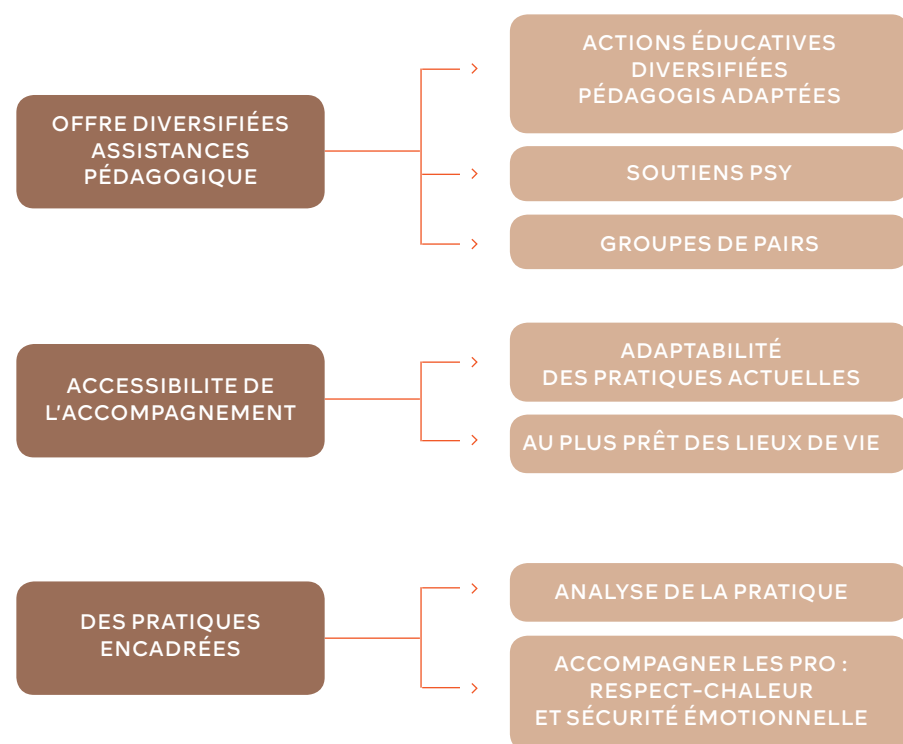 OFFRE DIVERSIFIÉES
ASSISTANCES
PÉDAGOGIQUE
ACTIONS ÉDUCATIVES
DIVERSIFIÉES
PÉDAGOGIS ADAPTÉES
SOUTIENS PSY
GROUPES DE PAIRS
ACCESSIBILITE DE
L'ACCOMPAGNEMENT
ADAPTABILITÉ
DES PRATIQUES ACTUELLES
AU PLUS PRÊT DES LIEUX DE VIE
DES PRATIQUES
ENCADRÉES
ANALYSE DE LA PRATIQUE
ACCOMPAGNER LES PRO :
RESPECT-CHALEUR
ET SÉCURITÉ ÉMOTIONNELLE